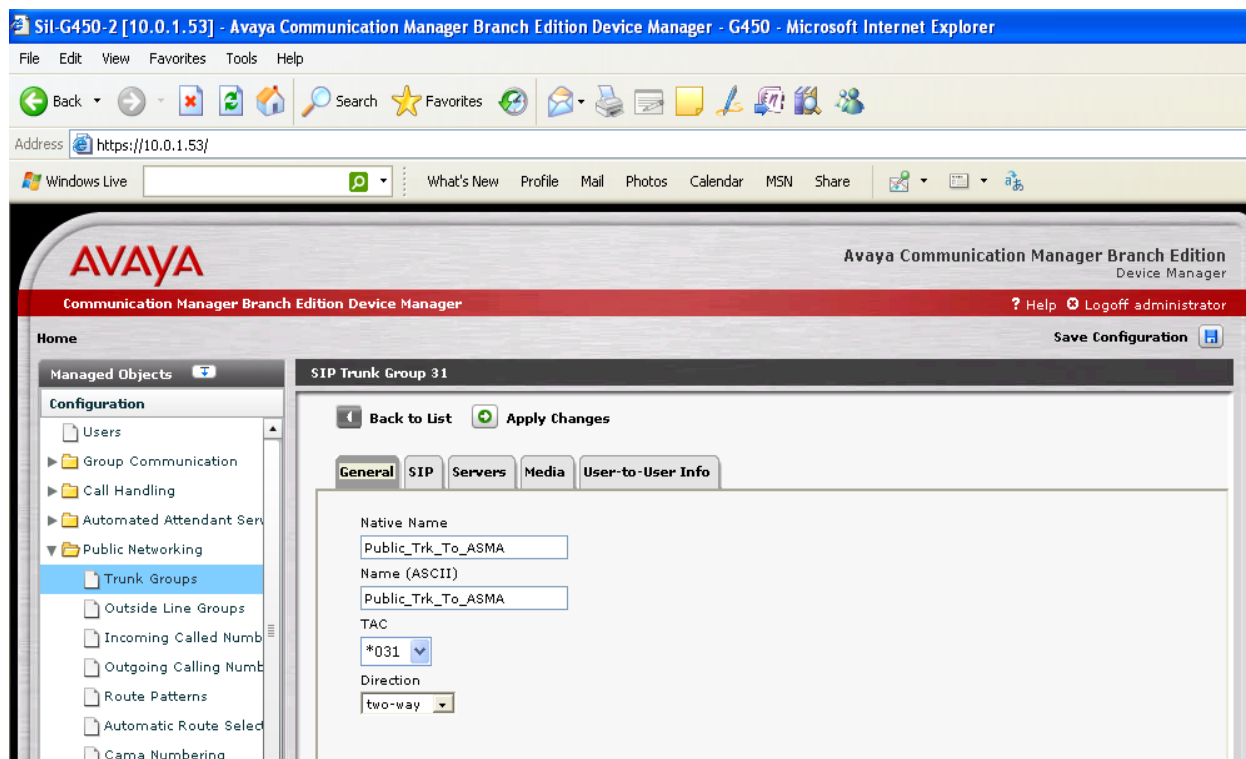 Sil-G450-2 [10.0.1.53] - Avaya Communication Manager Branch Edition Device Manager - G450 - Microsoft Internet Explorer
File Edit View Favorites Tools Help
Back Search Favorites
Address https://10.0.1.53/
Windows Live What's New Profile Mail Photos Calendar MSN Share
AVAYA
Avaya Communication Manager Branch Edition
Device Manager
Communication Manager Branch Edition Device Manager ? Help Logoff administrator
Home Save Configuration
Managed Objects SIP Trunk Group 31
Configuration
Back to List Apply Changes
Users
Group Communication
General SIP Servers Media User-to-User Info
Call Handling
Automated Attendant Serv
Native Name
Public Networking
Public_Trk_To_ASMA
Name (ASCII)
Trunk Groups
Public_Trk_To_ASMA
Outside Line Groups
TAC
Incoming Called Numb
*031
Outgoing Calling Numb
Direction
Route Patterns
two-way
Automatic Route Select
Cama Numbering